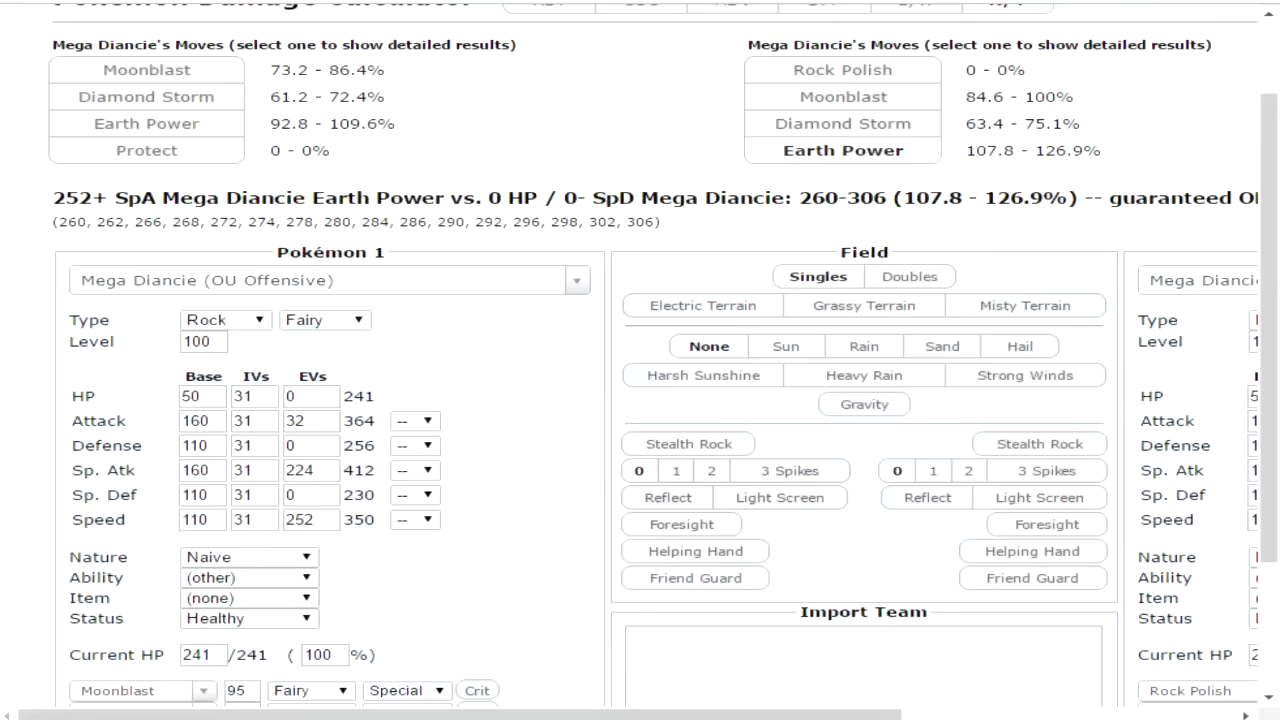 Mega Diancie's Moves (select one to show detailed results) Mega Diancie's Moves (select one to show detailed results)
Moonblast 73.2 - 86.4% Rock Polish 0 - 0%
Diamond Storm 61.2 - 72.4% Moonblast 84.6 - 100%
Earth Power 92.8 - 109.6% Diamond Storm 63.4 - 75.1%
Protect 0 - 0% Earth Power 107.8 - 126.9%
252+ SpA Mega Diancie Earth Power vs. 0 HP / 0- SpD Mega Diancie: 260-306 (107.8 - 126.9%) -- guaranteed
(260, 262, 266, 268, 272, 274, 278, 280, 284, 286, 290, 292, 296, 298, 302, 306)
Pokémon 1
Mega Diancie (OU Offensive)
Type Rock Fairy
Level 100
Base IVs EVs
HP 50 31 0 241
Attack 160 31 32 364 --
Defense 110 31 0 256 --
Sp. Atk 160 31 224 412 --
Sp. Def 110 31 0 230 --
Speed 110 31 252 350 --
Nature Naive
Ability (other)
Item (none)
Status Healthy
Current HP 241 /241 ( 100 %)
Moonblast 95 Fairy Special Crit
Field
Singles Doubles
Electric Terrain Grassy Terrain Misty Terrain
None Sun Rain Sand Hail
Harsh Sunshine Heavy Rain Strong Winds
Gravity
Stealth Rock Stealth Rock
0 1 2 3 Spikes 0 1 2 3 Spikes
Reflect Light Screen Reflect Light Screen
Foresight Foresight
Helping Hand Helping Hand
Friend Guard Friend Guard
Import Team
Mega
Type
Level
HP
Attack
Defense
Sp. Atk
Sp. Def
Speed
Nature
Ability
Item
Status
Current HP
Rock Polish